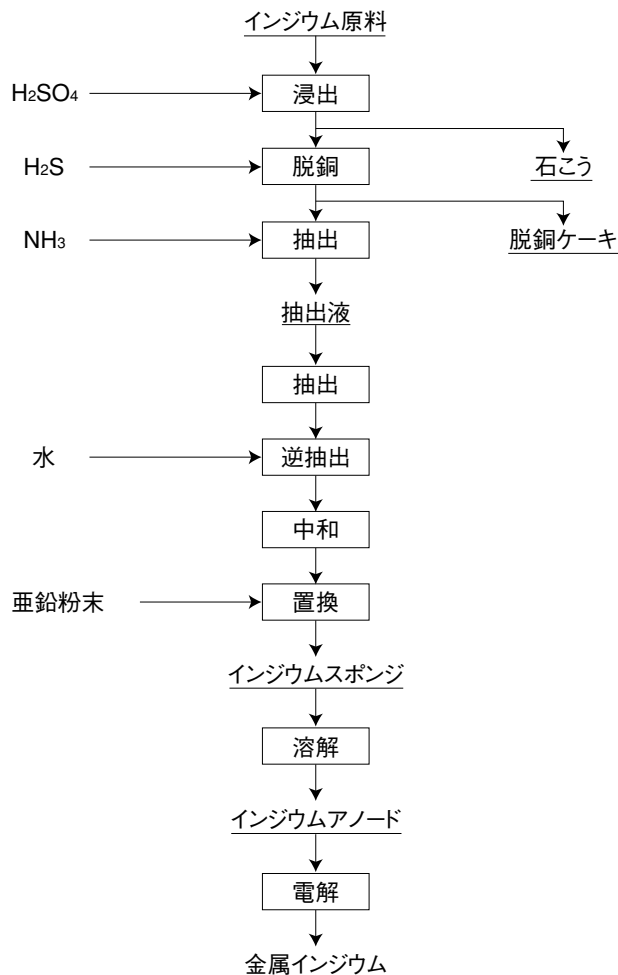 インジウム原料
H2SO4
浸出
H2S
脱銅
石こう
NH3
抽出
脱銅ケーキ
抽出液
抽出
水
逆抽出
中和
亜鉛粉末
置換
インジウムスポンジ
溶解
インジウムアノード
電解
金属インジウム